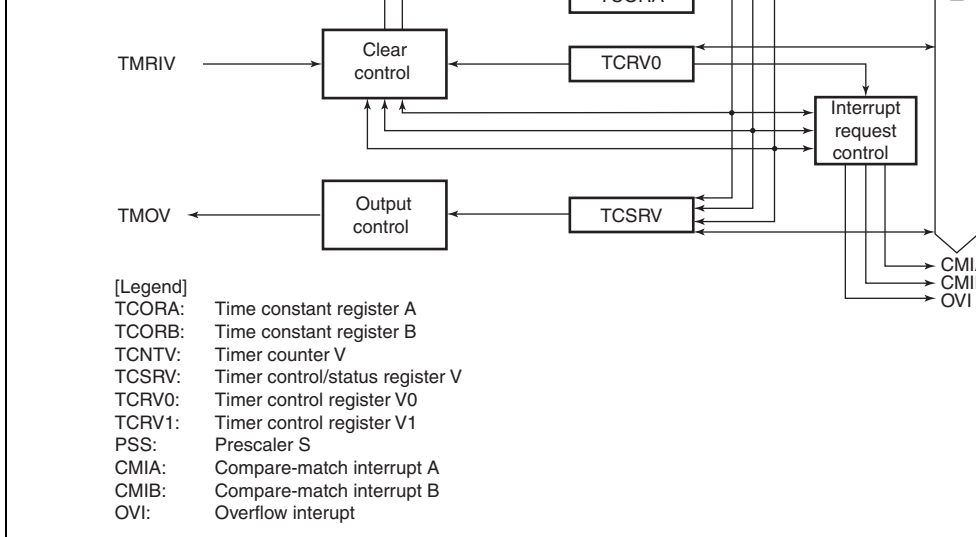 TCORA
TMRIV
Clear
control
TCRV0
Interrupt
request
control
TMOV
Output
control
TCSRV
CMIA
CMI
OVI
[Legend]
TCORA: Time constant register A
TCORB: Time constant register B
TCNTV: Timer counter V
TCSRV: Timer control/status register V
TCRV0: Timer control register V0
TCRV1: Timer control register V1
PSS: Prescaler S
CMIA: Compare-match interrupt A
CMIB: Compare-match interrupt B
OVI: Overflow interupt